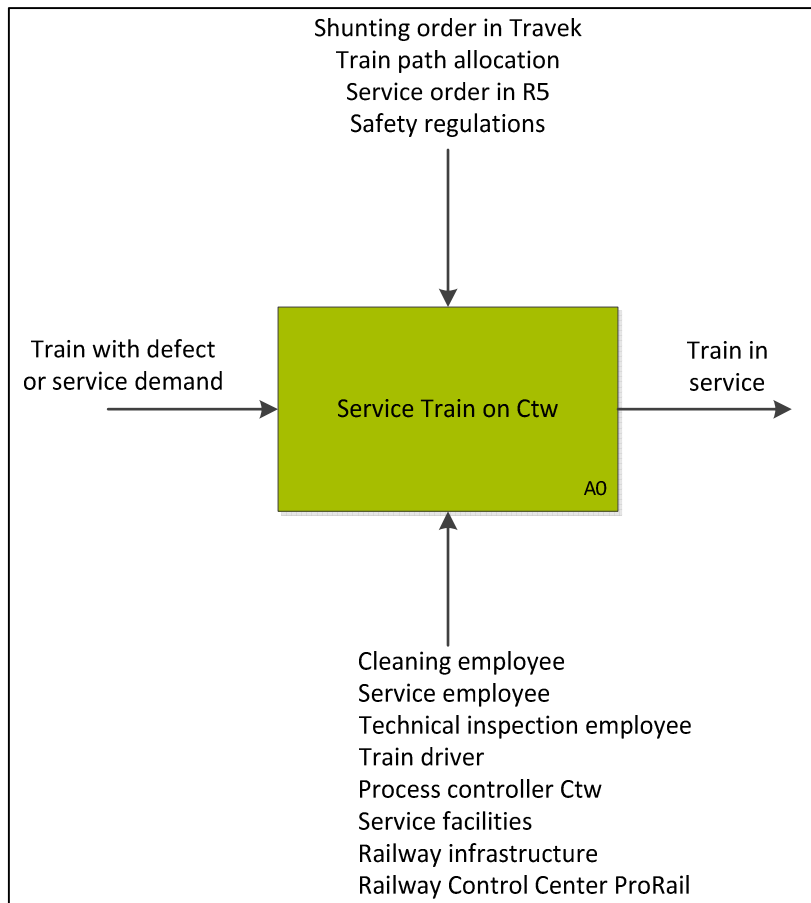 Shunting order in Travek
Train path allocation
Service order in R5
Safety regulations
Train with defect
or service demand
Service Train on Ctw
A0
Train in
service
Cleaning employee
Service employee
Technical inspection employee
Train driver
Process controller Ctw
Service facilities
Railway infrastructure
Railway Control Center ProRail